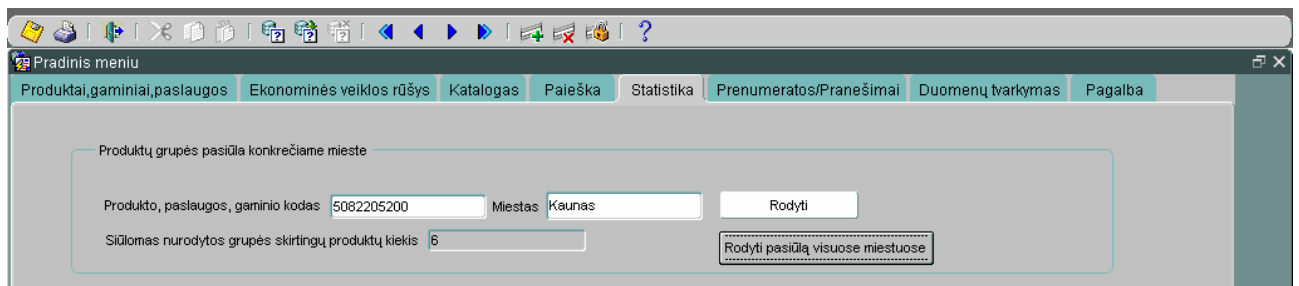 Pradinis meniu
Produktai,gaminiai,paslaugos Ekonominės veiklos rūšys Katalogas Paieška Statistika Prenumeratos/Pranešimai Duomenų tvarkymas Pagalba
Produktų grupės pasiūla konkrečiame mieste
Produkto, paslaugos, gaminio kodas 5082205200 Miestas Kaunas Rodyti
Siūlomas nurodytos grupės skirtingų produktų kiekis 6 Rodyti pasiūlą visuose miestuose